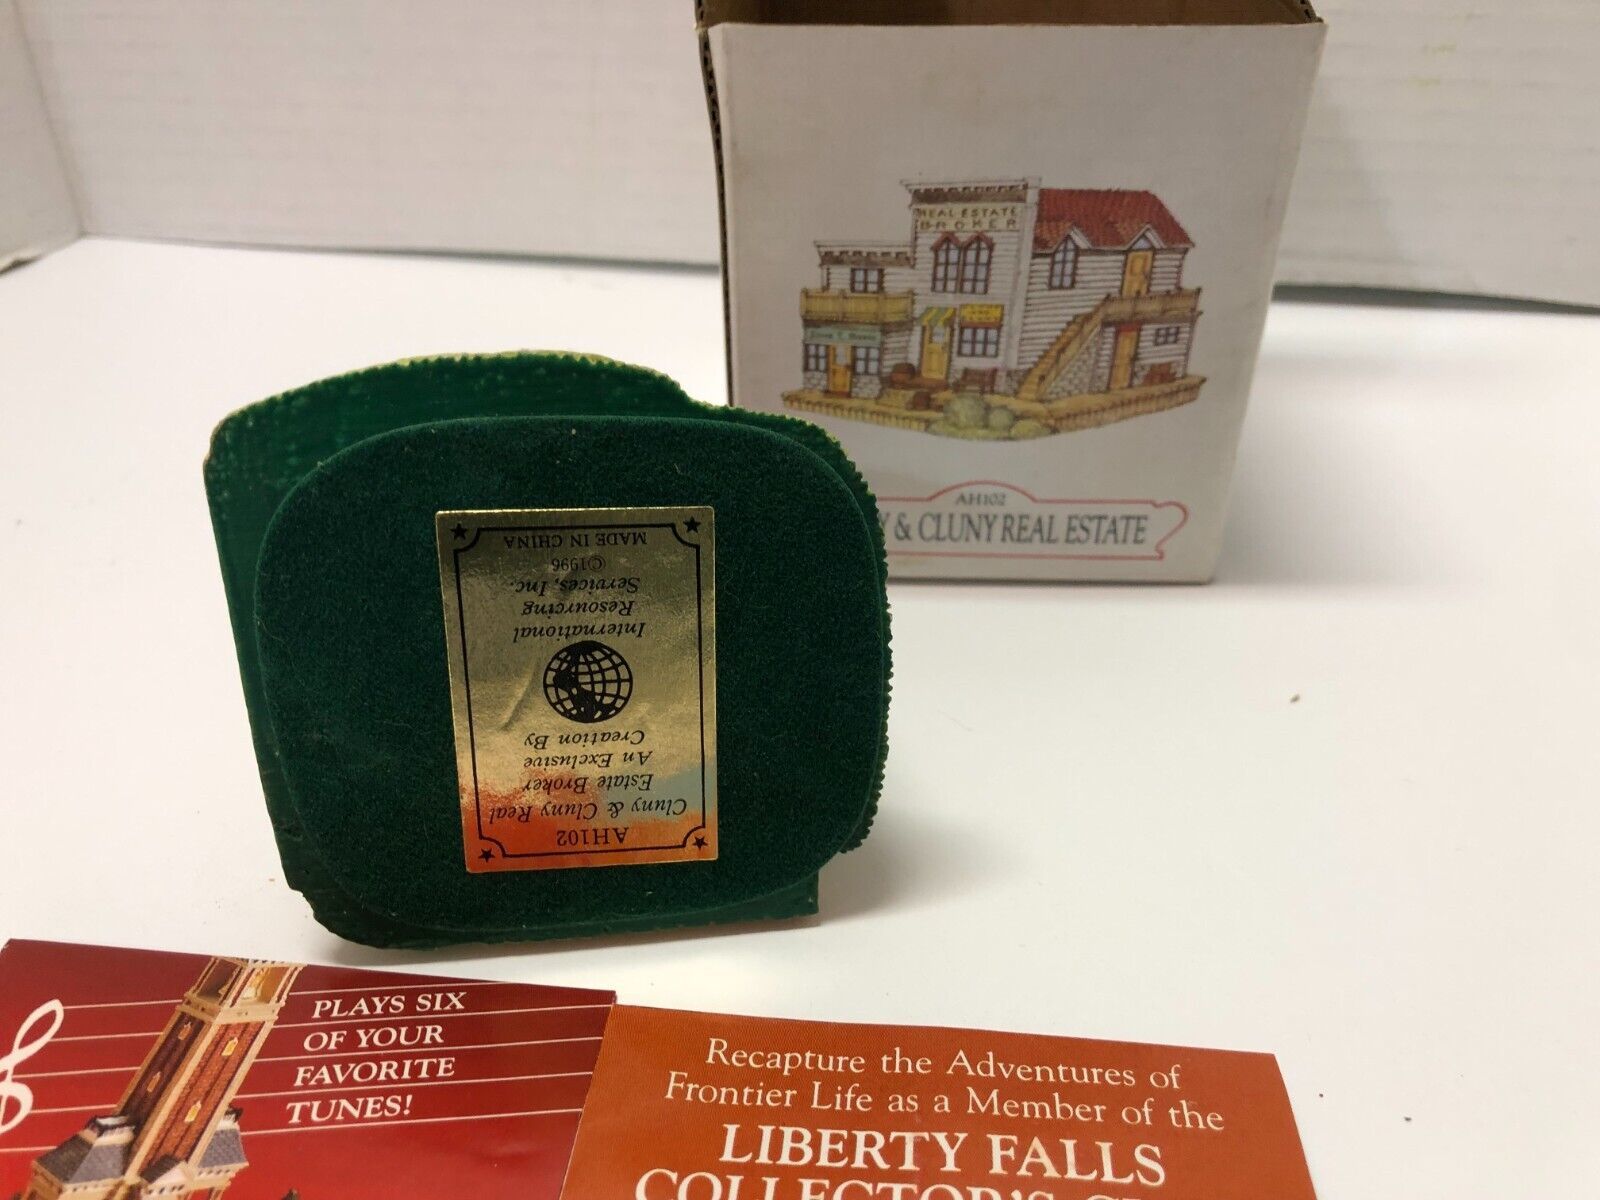 REAL ESTATE
BROKER
AH102
Y & CLUNY REAL ESTATE
AH102
Cluny & Cluny Real
Estate Broker
An Exclusive
Creation By
International
Resourcing
Services, Inc.
©1996
MADE IN CHINA
PLAYS SIX
OF YOUR
FAVORITE
TUNES!
Recapture the Adventures of
Frontier Life as a Member of the
LIBERTY FALLS
COLLECTOR'S